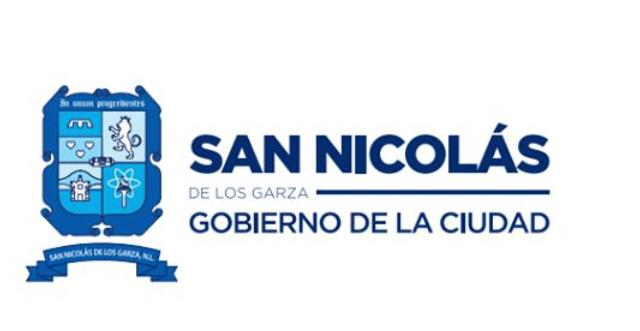 In unum progredientes
SAN NICOLÁS DE LOS GARZA, N.L.
SAN NICOLÁS
DE LOS GARZA
GOBIERNO DE LA CIUDAD